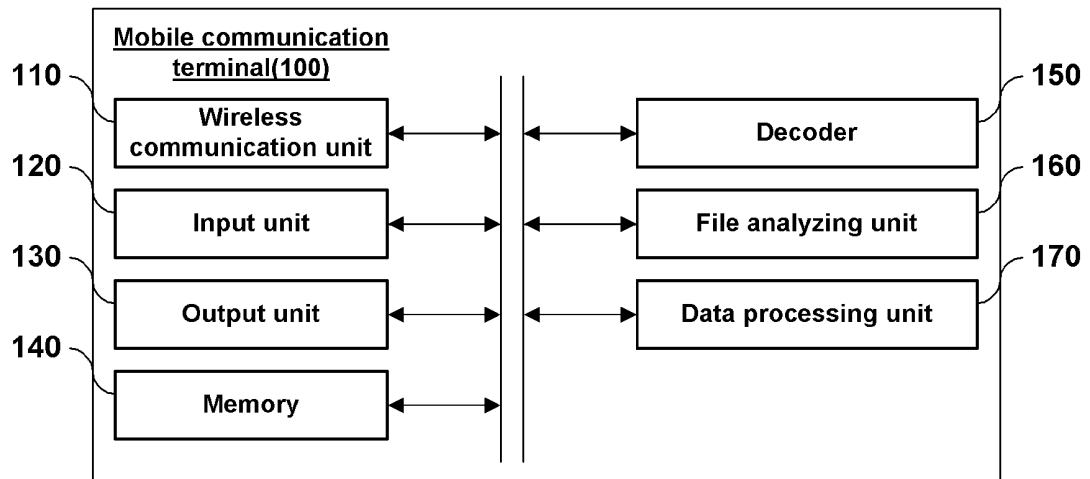 Mobile communication
terminal(100)
110
Wireless
communication unit
120
Input unit
130
Output unit
140
Memory
150
Decoder
160
File analyzing unit
170
Data processing unit